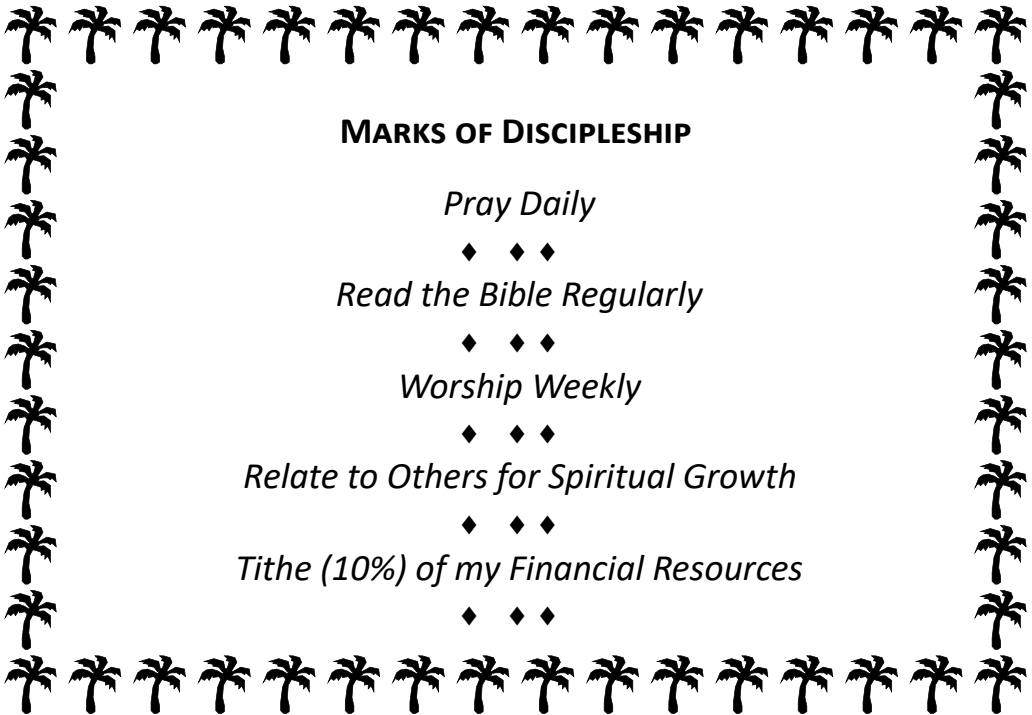 Marks of Discipleship
Pray Daily
♦ ♦ ♦
Read the Bible Regularly
♦ ♦ ♦
Worship Weekly
♦ ♦ ♦
Relate to Others for Spiritual Growth
♦ ♦ ♦
Tithe (10%) of my Financial Resources
♦ ♦ ♦